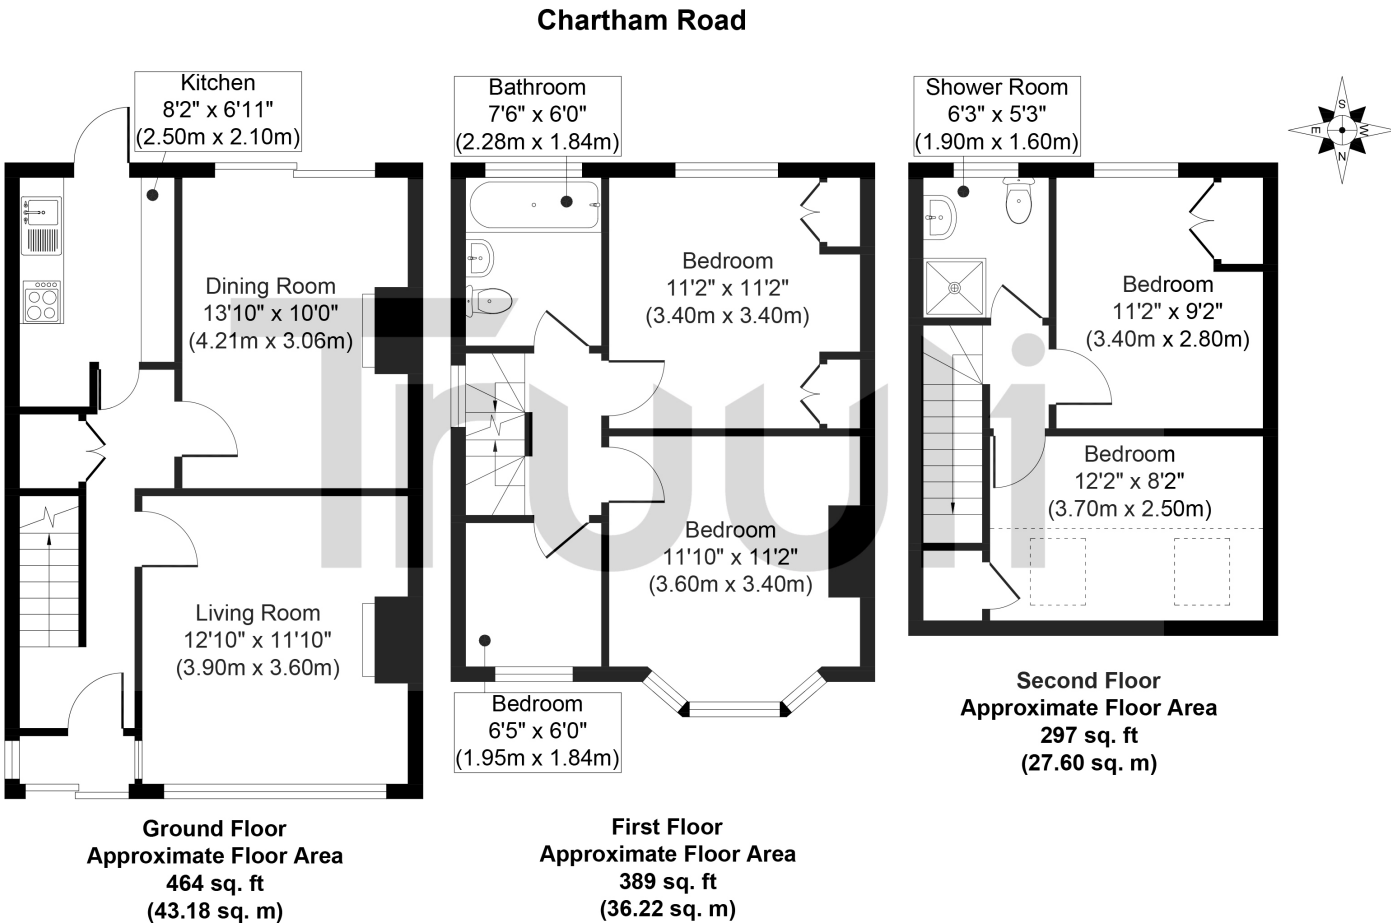 Chartham Road
Kitchen
8'2" x 6'11"
(2.50m x 2.10m)
Dining Room
13'10" x 10'0"
(4.21m x 3.06m)
Living Room
12'10" x 11'10"
(3.90m x 3.60m)
Ground Floor
Approximate Floor Area
464 sq. ft
(43.18 sq. m)
Bathroom
7'6" x 6'0"
(2.28m x 1.84m)
Bedroom
11'2" x 11'2"
(3.40m x 3.40m)
Bedroom
11'10" x 11'2"
(3.60m x 3.40m)
Bedroom
6'5" x 6'0"
(1.95m x 1.84m)
First Floor
Approximate Floor Area
389 sq. ft
(36.22 sq. m)
Shower Room
6'3" x 5'3"
(1.90m x 1.60m)
Bedroom
11'2" x 9'2"
(3.40m x 2.80m)
Bedroom
12'2" x 8'2"
(3.70m x 2.50m)
Second Floor
Approximate Floor Area
297 sq. ft
(27.60 sq. m)
S
E
W
N
Truuli